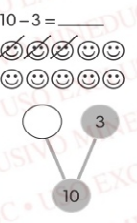 10 – 3 = ______
3
10